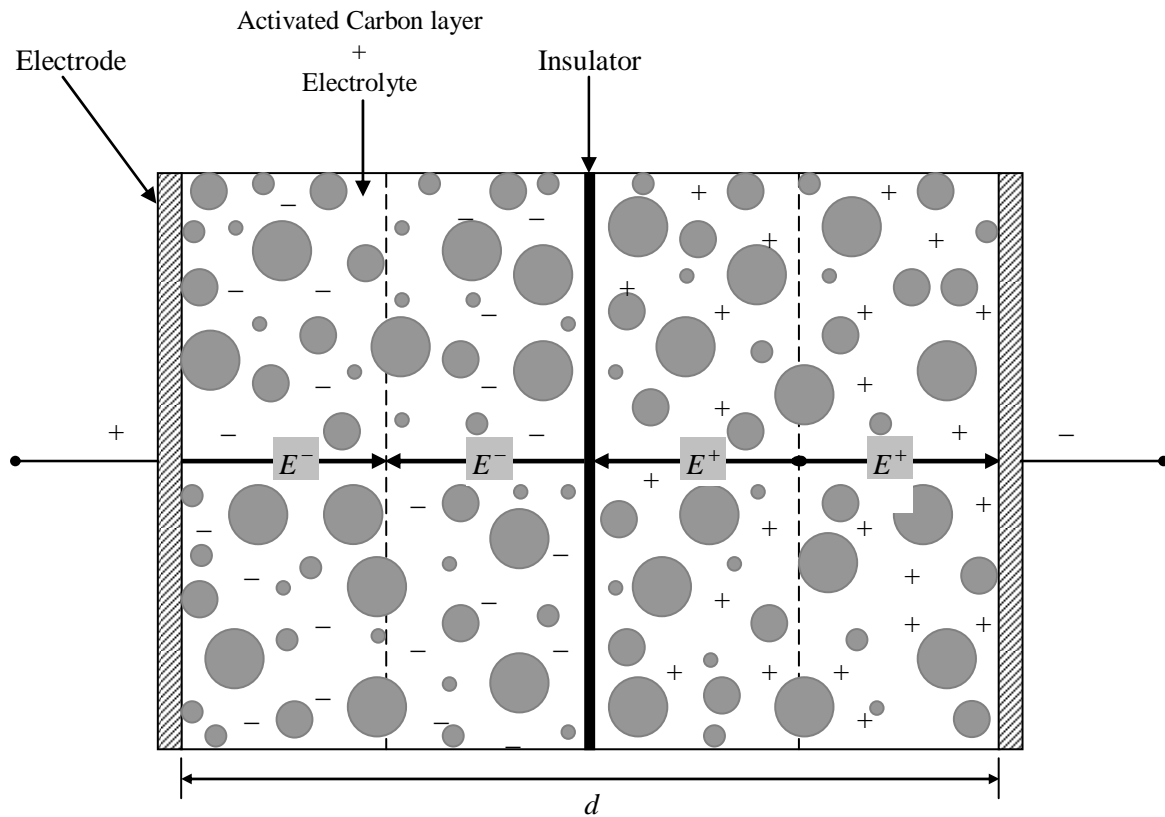 Activated Carbon layer
+
Electrolyte
Electrode
Insulator
+
−
E⁻
E⁻
E⁺
E⁺
d